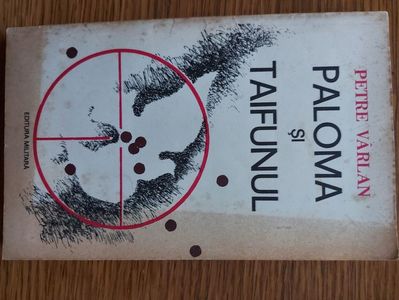 PETRE VÂRLAN
PALOMA
ȘI
TAIFUNUL
EDITURA MILITARĂ